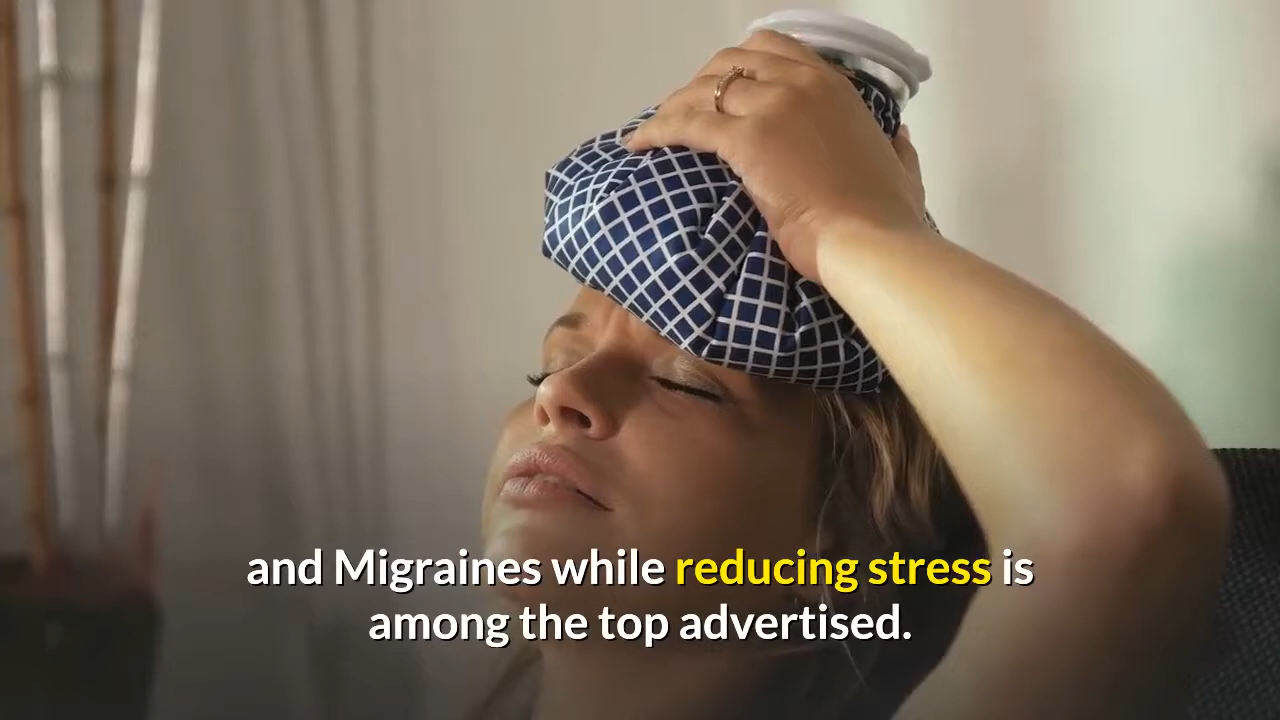 and Migraines while reducing stress is
among the top advertised.